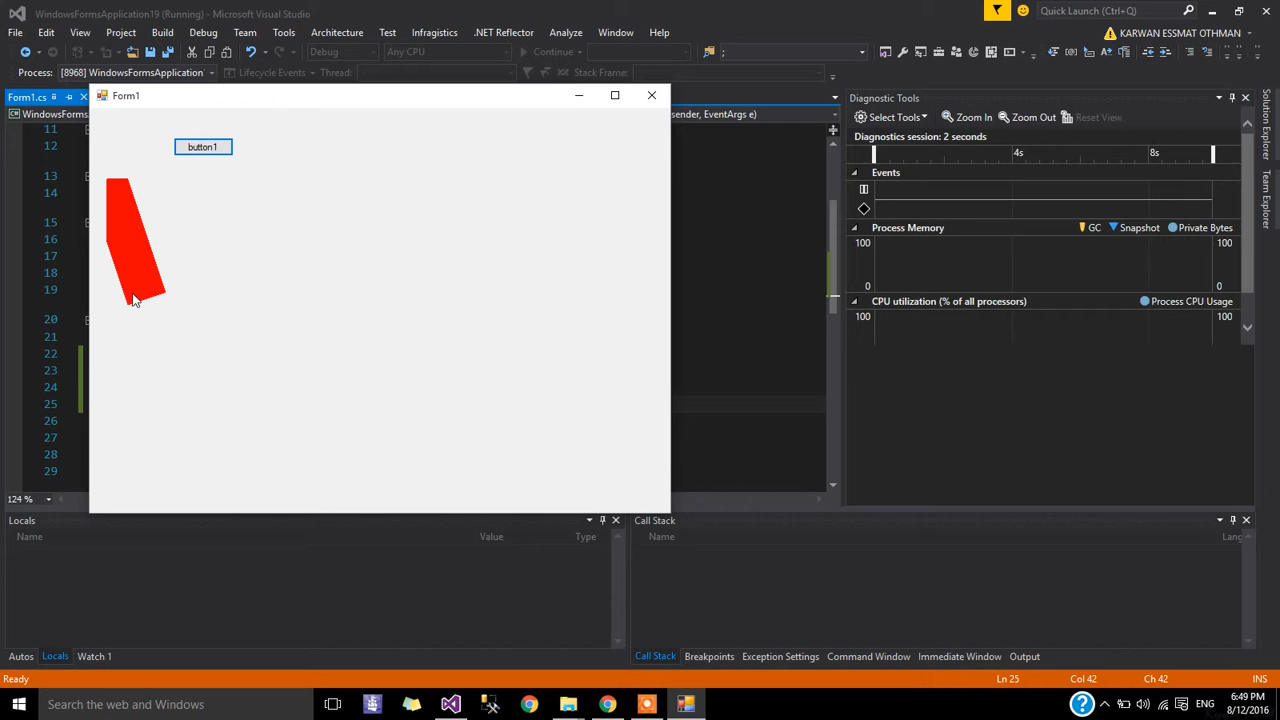 WindowsFormsApplication19 (Running) - Microsoft Visual Studio
Quick Launch (Ctrl+Q)
File Edit View Project Build Debug Team Tools Architecture Test Infragistics .NET Reflector Analyze Window Help
KARWAN ESSMAT OTHMAN
Debug Any CPU Continue ;
Process: [8968] WindowsFormsApplication Lifecycle Events Thread: Stack Frame:
Form1.cs
Form1
WindowsForms
sender, EventArgs e)
button1
11
12
13
14
15
16
17
18
19
20
21
22
23
24
25
26
27
28
29
124 %
Diagnostic Tools
Select Tools Zoom In Zoom Out Reset View
Diagnostics session: 2 seconds
4s 8s
Events
Process Memory GC Snapshot Private Bytes
100 100
0 0
CPU utilization (% of all processors) Process CPU Usage
100 100
Solution Explorer
Team Explorer
Locals
Name Value Type
Call Stack
Name Lang
Autos Locals Watch 1
Call Stack Breakpoints Exception Settings Command Window Immediate Window Output
Ready Ln 25 Col 42 Ch 42 INS
Search the web and Windows
ENG 6:49 PM
8/12/2016